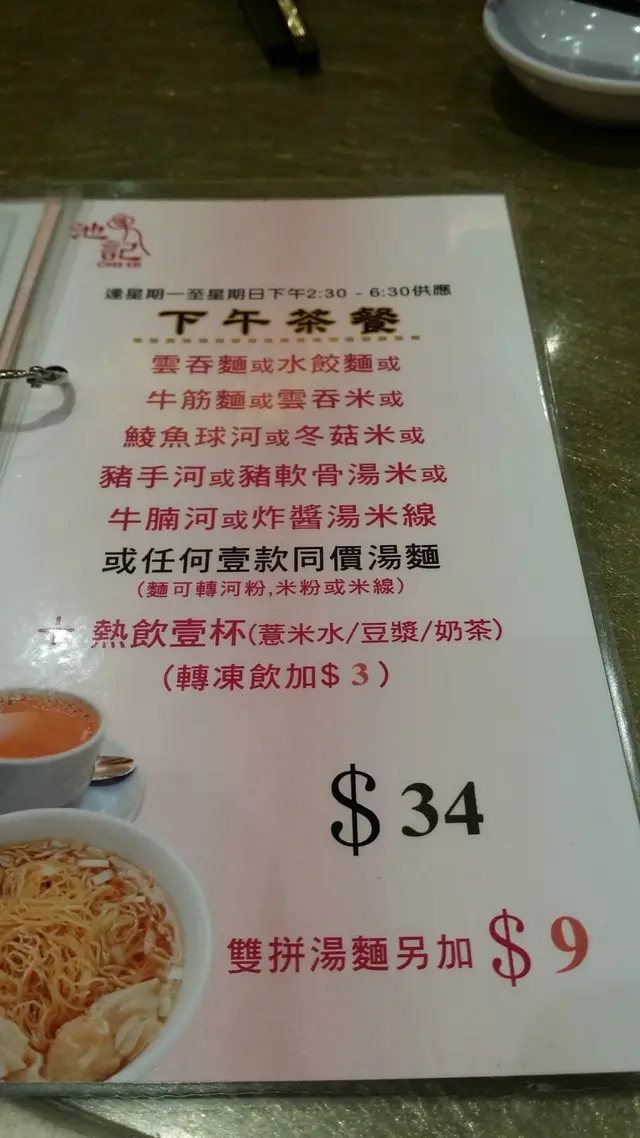 池記
CHEE KEI
逢星期一至星期日下午2:30 - 6:30供應
下午茶餐
雲吞麵或水餃麵或
牛筋麵或雲吞米或
鯪魚球河或冬菇米或
豬手河或豬軟骨湯米或
牛腩河或炸醬湯米線
或任何壹款同價湯麵
(麵可轉河粉,米粉或米線)
+ 熱飲壹杯(薏米水/豆漿/奶茶)
(轉凍飲加$ 3)
$ 34
雙拼湯麵另加 $ 9